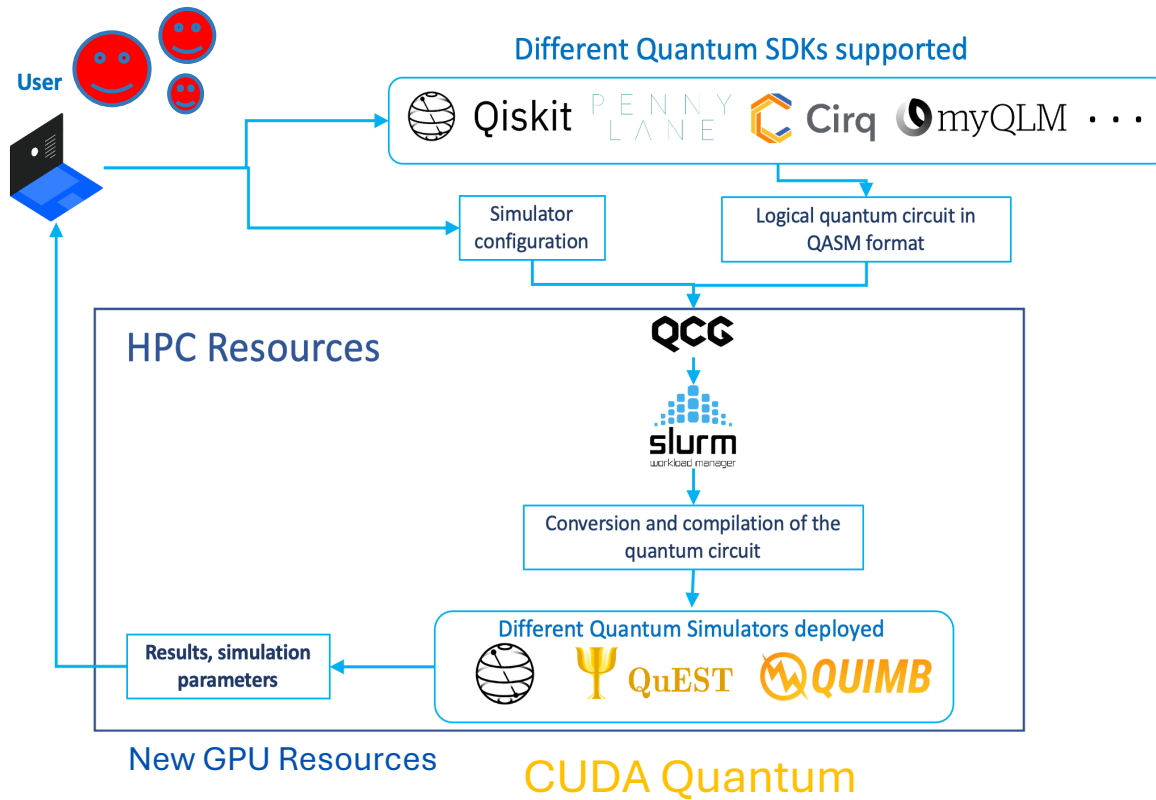 Different Quantum SDKs supported
User
Qiskit
PENNY
LANE
Cirq
myQLM
...
Simulator
configuration
Logical quantum circuit in
QASM format
HPC Resources
QCG
slurm
workload manager
Conversion and compilation of the
quantum circuit
Different Quantum Simulators deployed
QuEST
QUIMB
Results, simulation
parameters
New GPU Resources
CUDA Quantum